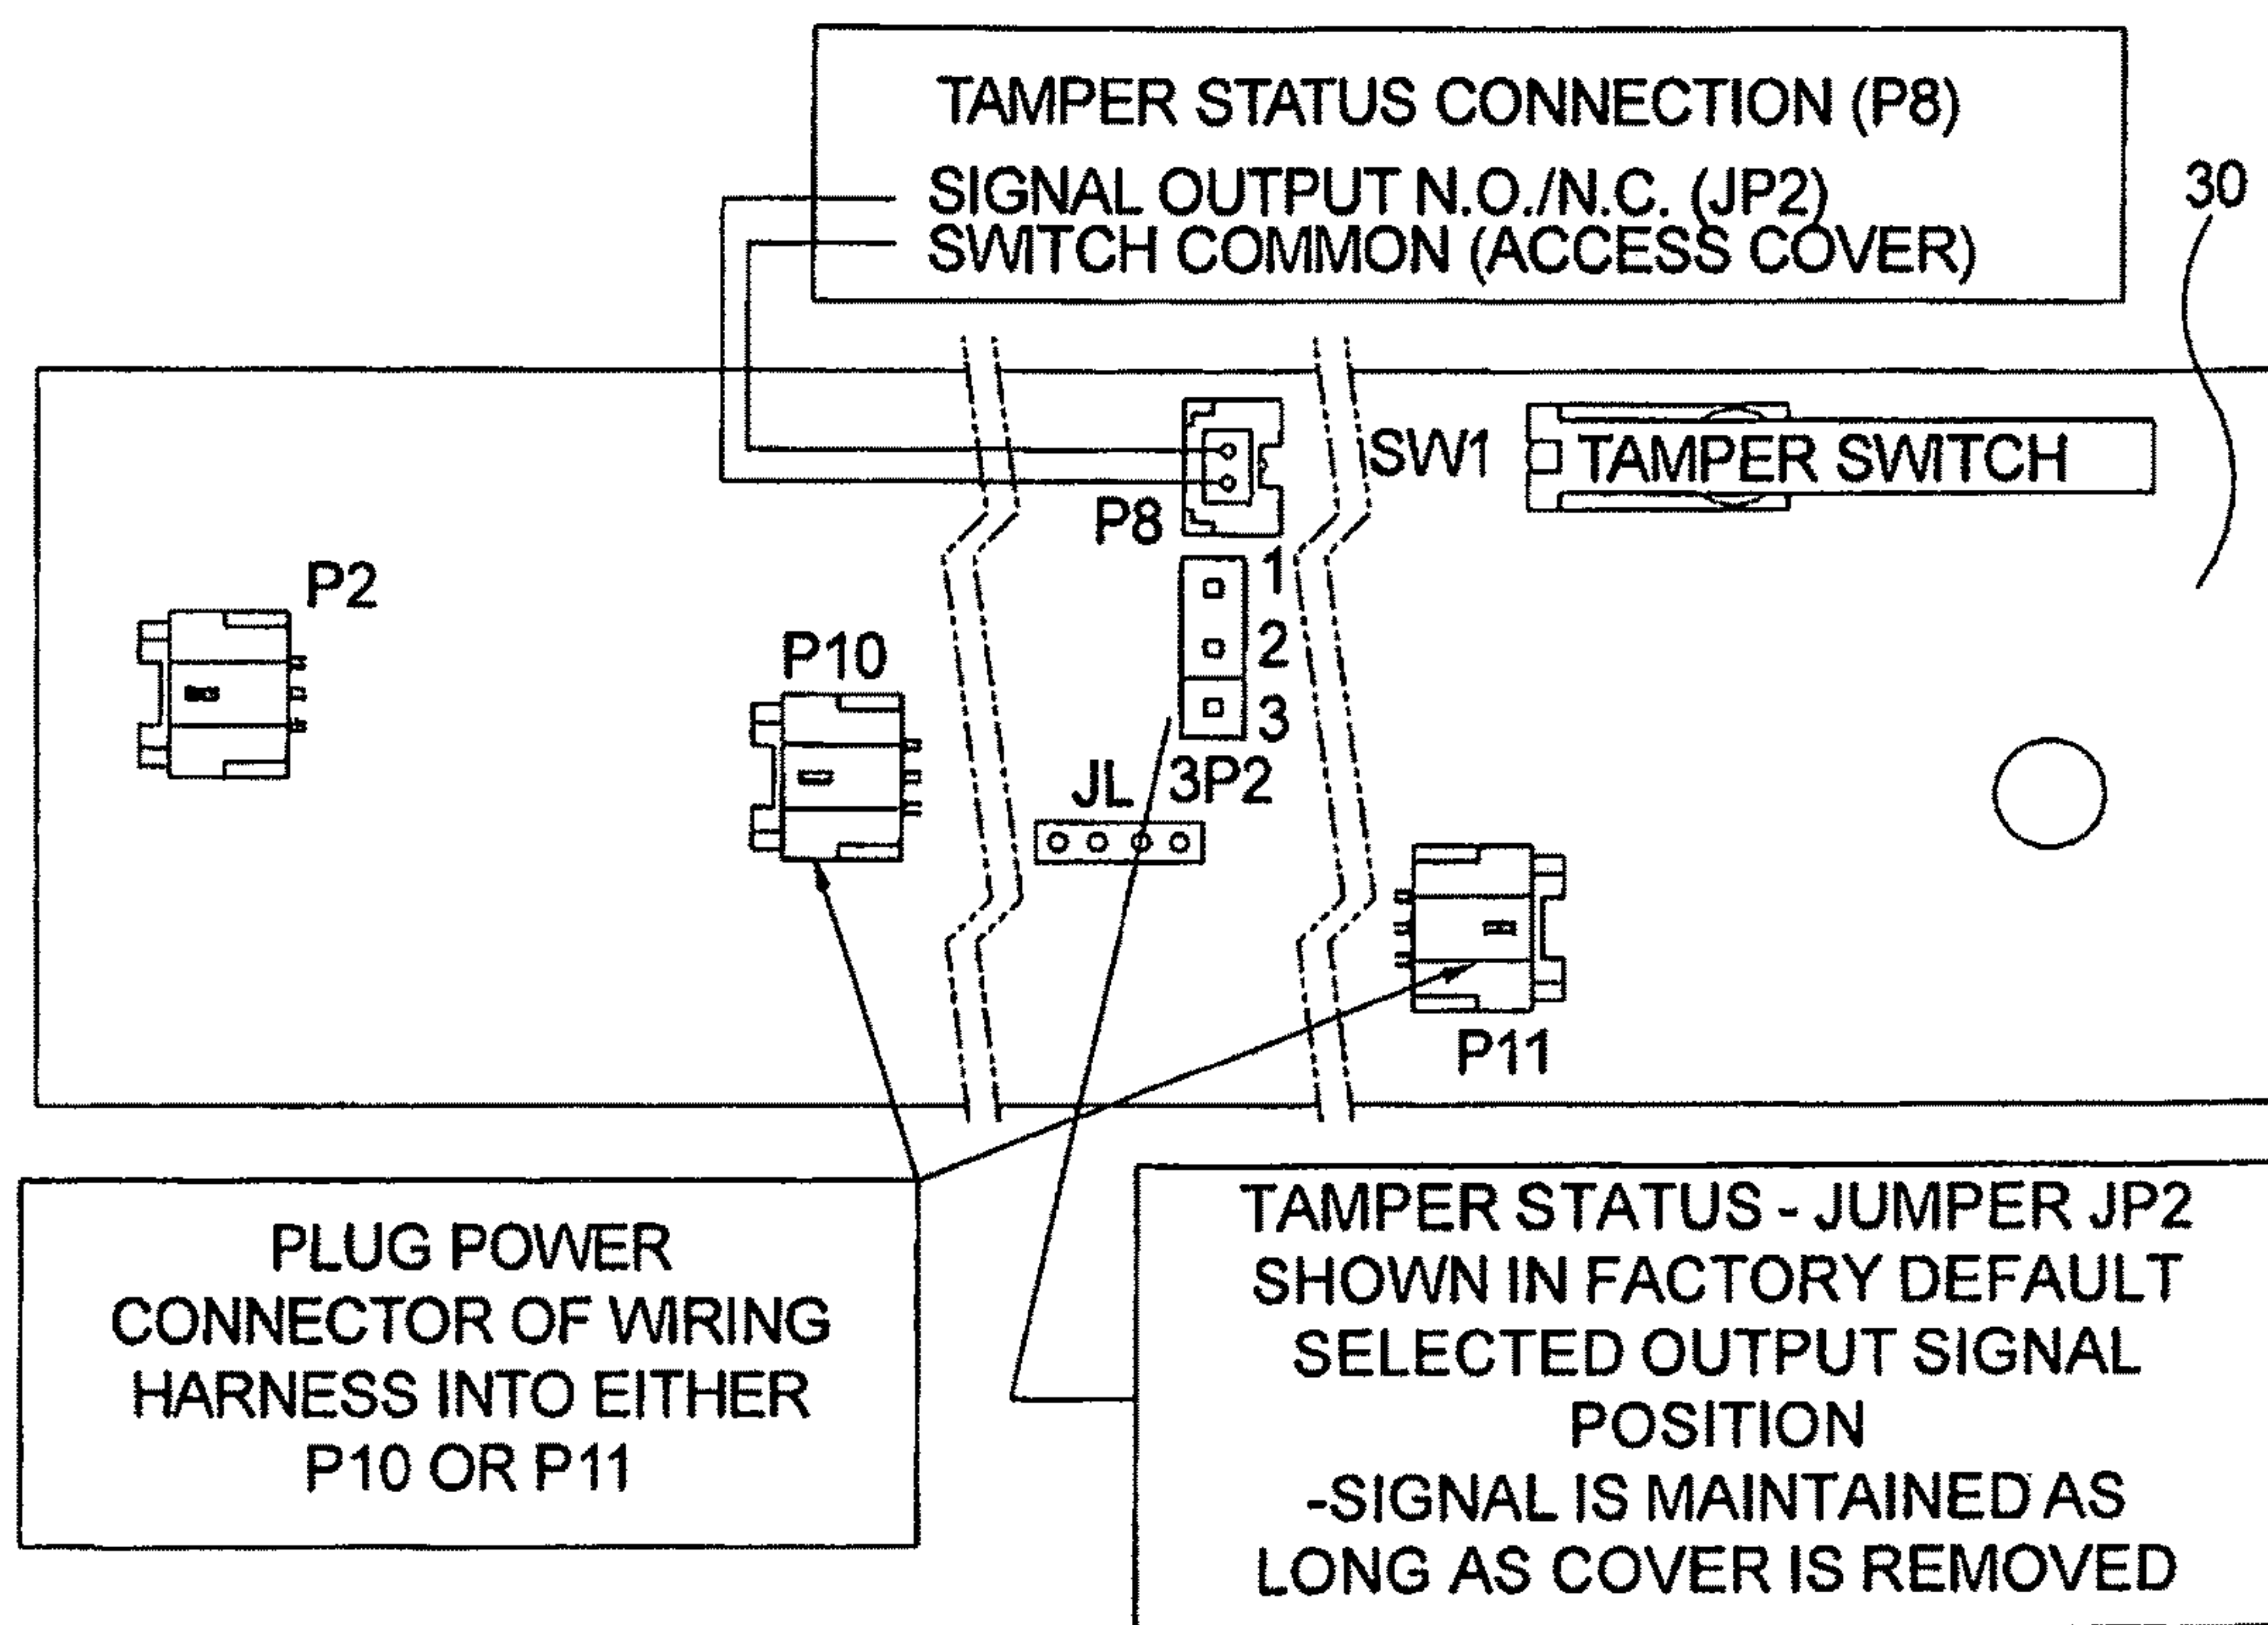 TAMPER STATUS CONNECTION (P8)
SIGNAL OUTPUT N.O./N.C. (JP2)
SWITCH COMMON (ACCESS COVER)
30
SW1
TAMPER SWITCH
P8
P2
1
P10
2
3
JL
3P2
P11
PLUG POWER
CONNECTOR OF WIRING
HARNESS INTO EITHER
P10 OR P11
TAMPER STATUS - JUMPER JP2
SHOWN IN FACTORY DEFAULT
SELECTED OUTPUT SIGNAL
POSITION
-SIGNAL IS MAINTAINED AS
LONG AS COVER IS REMOVED